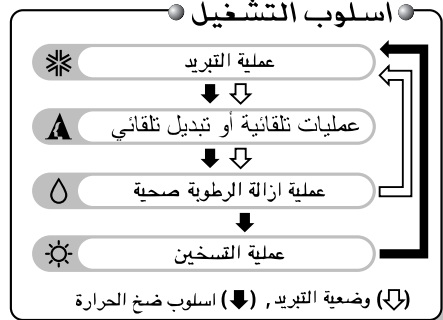 اسلوب التشغيل
عملية التبريد
عمليات تلقائية أو تبديل تلقائي
عملية ازالة الرطوبة صحية
عملية التسخين
(⇩) وضعية التبريد, (⬇) اسلوب ضخ الحرارة